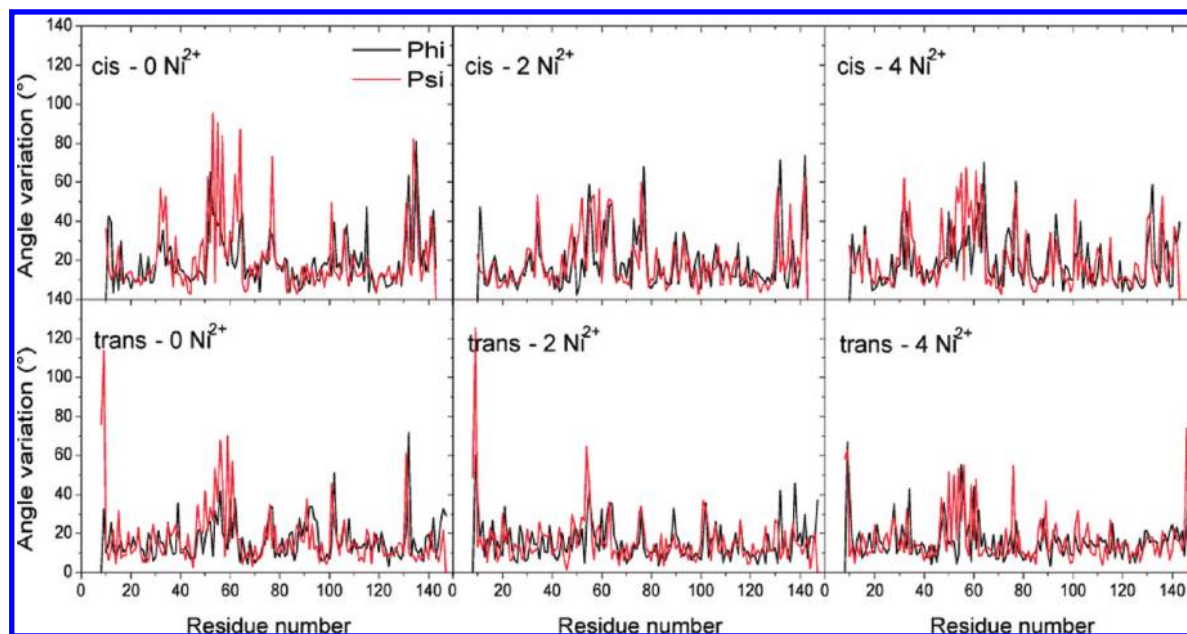 140
120
100
80
60
40
20
Angle variation (°)
cis - 0 Ni2+
Phi
Psi
cis - 2 Ni2+
cis - 4 Ni2+
140
120
100
80
60
40
20
0
Angle variation (°)
trans - 0 Ni2+
trans - 2 Ni2+
trans - 4 Ni2+
0 20 40 60 80 100 120 140 0 20 40 60 80 100 120 140 0 20 40 60 80 100 120 140
Residue number Residue number Residue number